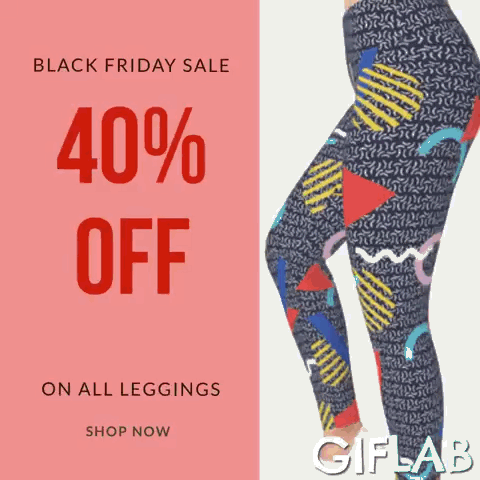 BLACK FRIDAY SALE
40%
OFF
ON ALL LEGGINGS
SHOP NOW
GIFLAB